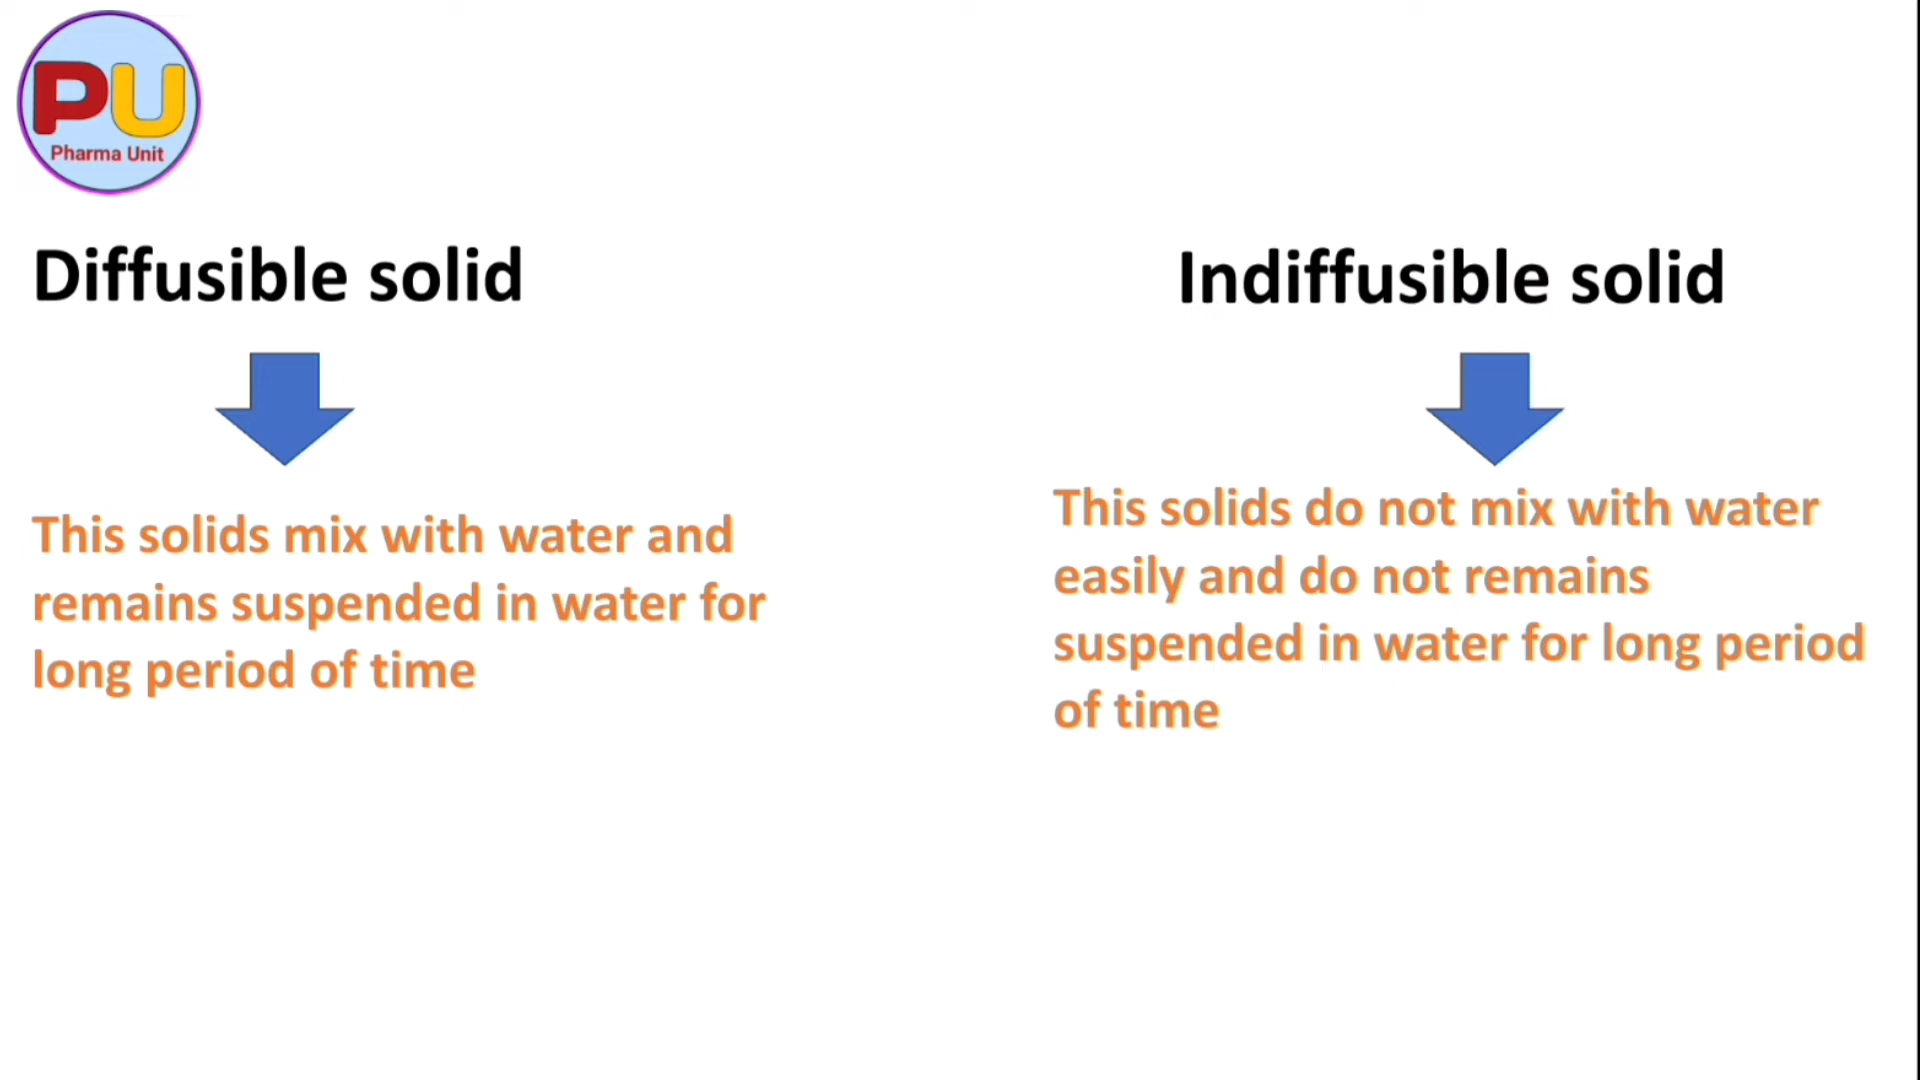 PU
Pharma Unit
Diffusible solid
This solids mix with water and
remains suspended in water for
long period of time
Indiffusible solid
This solids do not mix with water
easily and do not remains
suspended in water for long period
of time